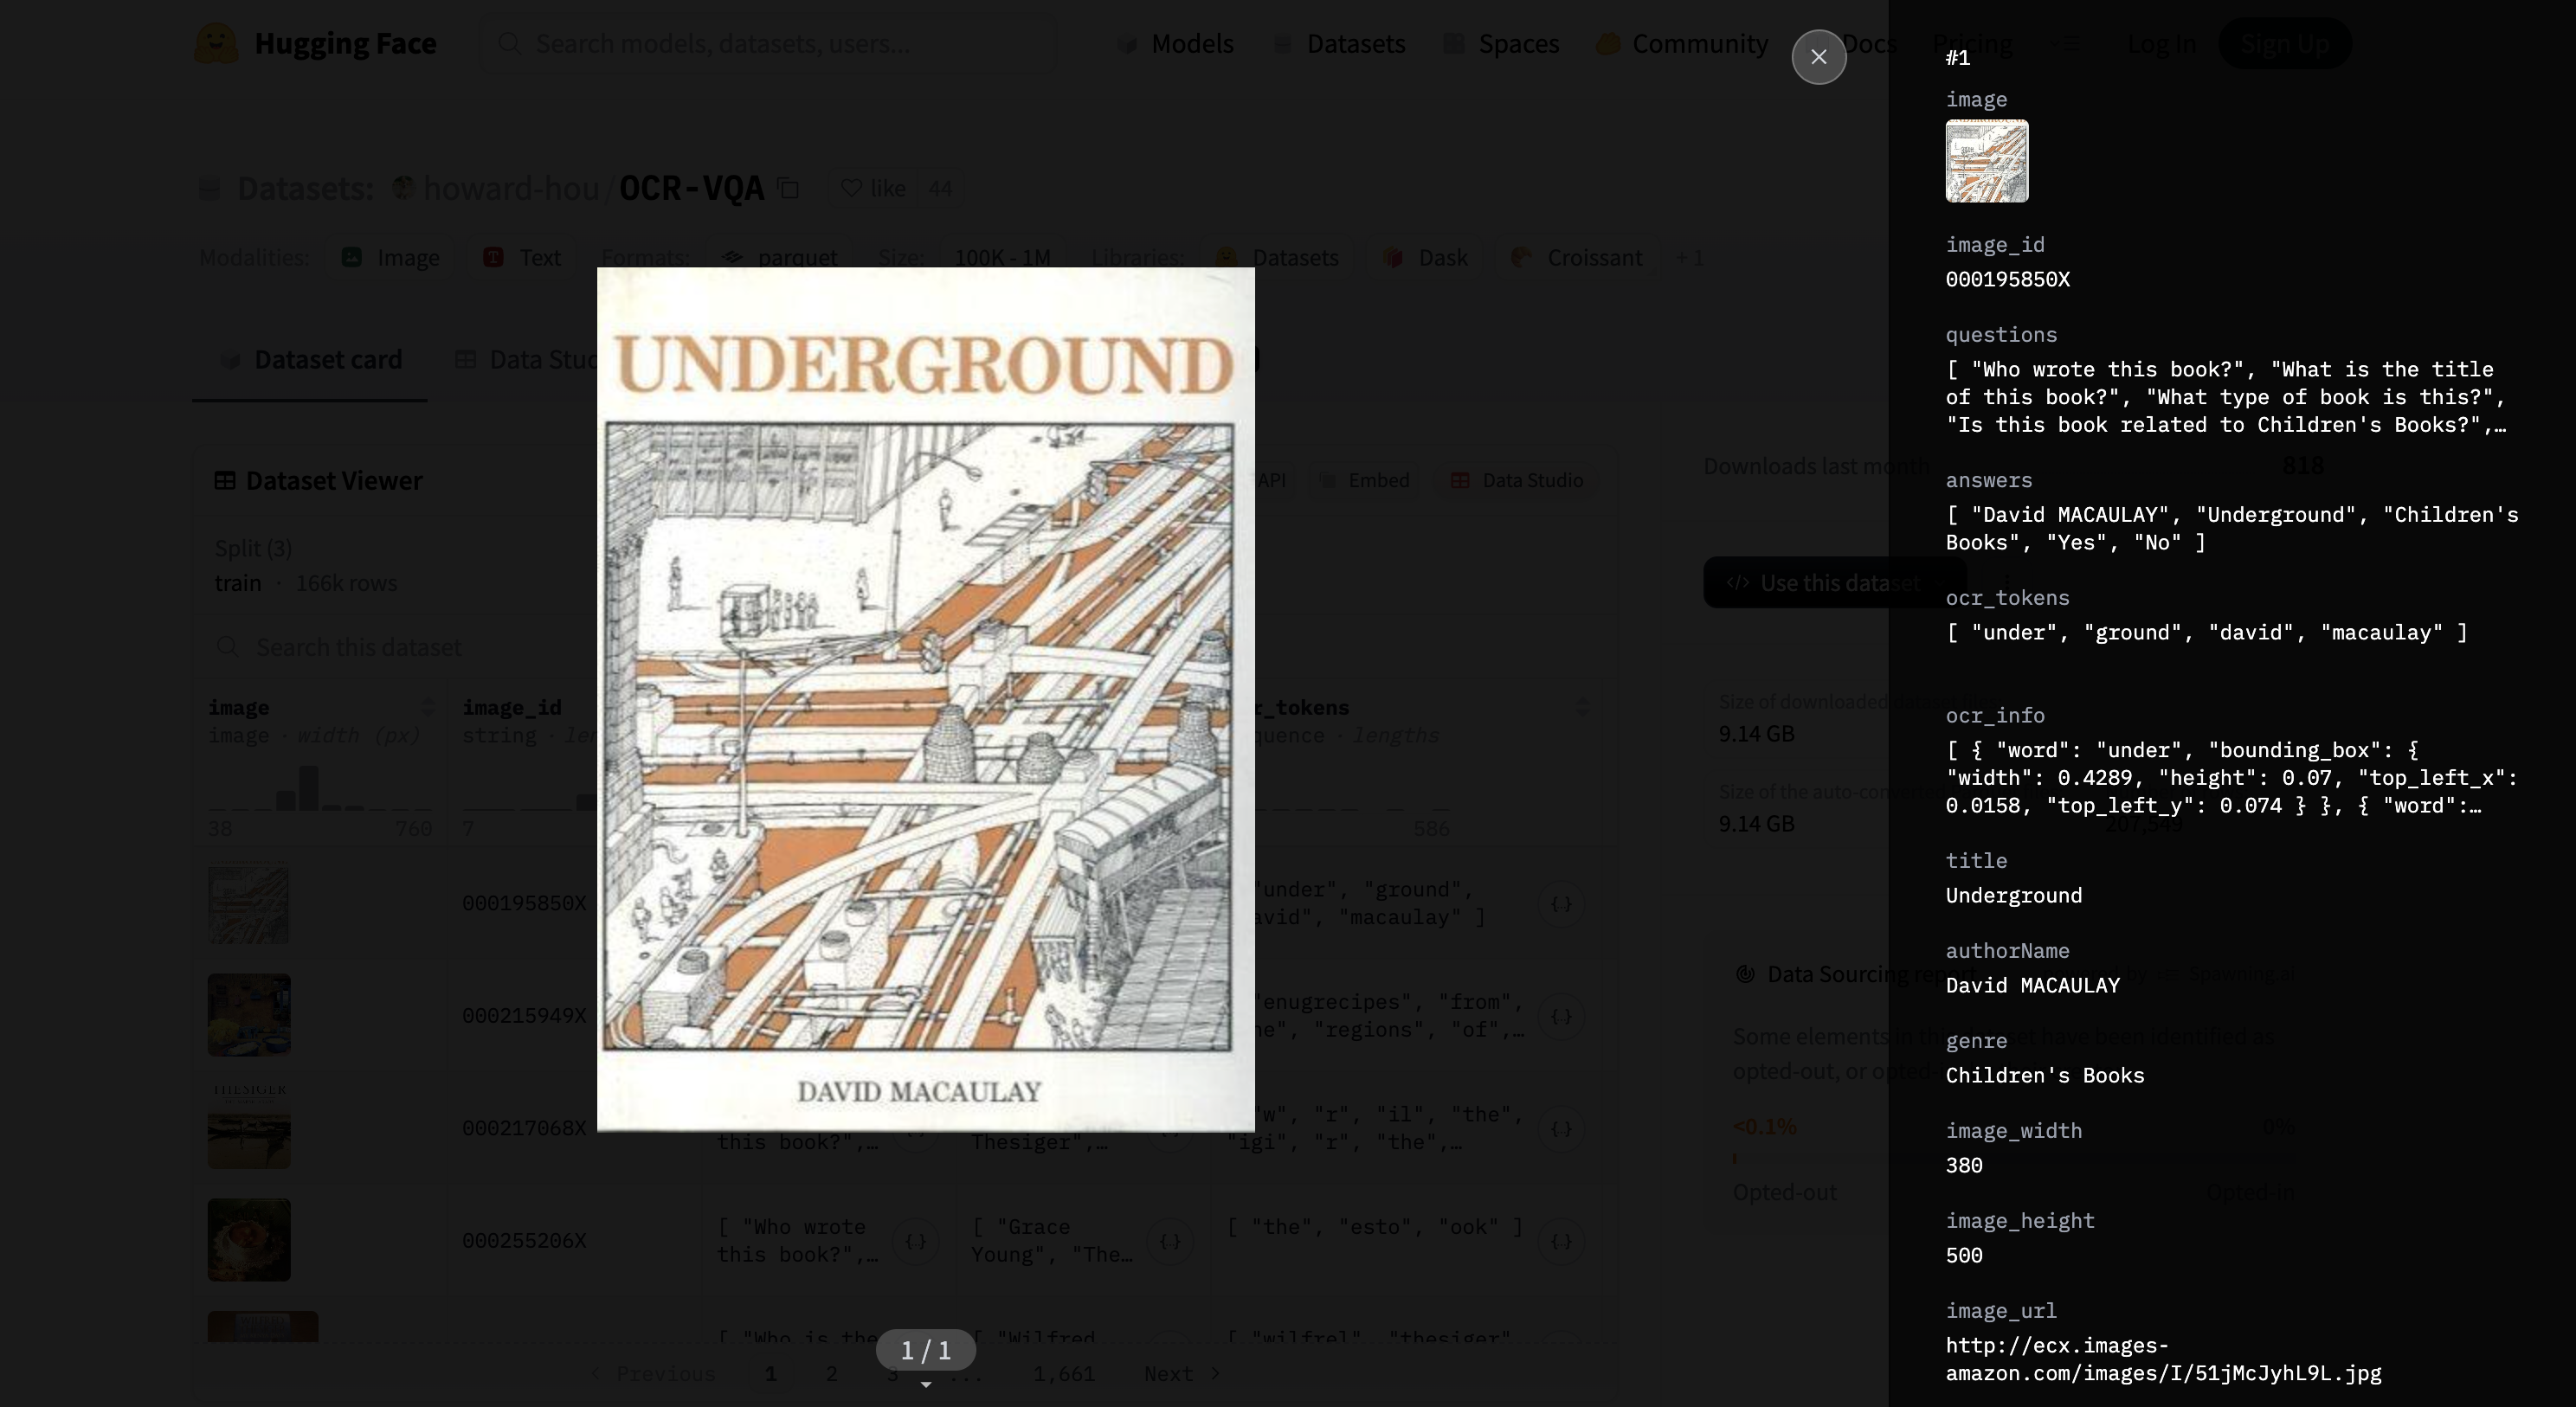 Hugging Face
Search models, datasets, users...
Models
Datasets
Spaces
Community
Docs
Pricing
Log In
Sign Up
Datasets:
howard-hou/OCR-VQA
like
44
Modalities:
Image
Text
Formats:
parquet
Size:
100K - 1M
Libraries:
Datasets
Dask
Croissant
+ 1
Dataset card
Data Stud
Dataset Viewer
API
Embed
Data Studio
Split (3)
train · 166k rows
Search this dataset
image
image · width (px)
38
760
image_id
string · len
7
r_tokens
quence · lengths
586
000195850X
"under", "ground",
avid", "macaulay" ]
000215949X
enugrecipes", "from",
he", "regions", "of",…
THESIGER
000217068X
this book?",…
Thesiger",…
"w", "r", "il", "the",
"igi", "r", "the",…
000255206X
[ "Who wrote
this book?",…
[ "Grace
Young", "The…
[ "the", "esto", "ook" ]
[ "Who is the
[ "Wilfred
[ "wilfrel", "thesiger"
Previous
1
2
3
...
1,661
Next
UNDERGROUND
DAVID MACAULAY
1 / 1
Downloads last month
818
Use this dataset
Size of downloaded
9.14 GB
Size of the auto-conver
9.14 GB
207,549
Data Sourcing report
powered by
Spawning.ai
Some elements in this dataset have been identified as
opted-out, or opted-
<0.1%
0%
Opted-out
Opted-in
#1
image
image_id
000195850X
questions
[ "Who wrote this book?", "What is the title
of this book?", "What type of book is this?",
"Is this book related to Children's Books?",…
answers
[ "David MACAULAY", "Underground", "Children's
Books", "Yes", "No" ]
ocr_tokens
[ "under", "ground", "david", "macaulay" ]
ocr_info
[ { "word": "under", "bounding_box": {
"width": 0.4289, "height": 0.07, "top_left_x":
0.0158, "top_left_y": 0.074 } }, { "word":…
title
Underground
authorName
David MACAULAY
genre
Children's Books
image_width
380
image_height
500
image_url
http://ecx.images-
amazon.com/images/I/51jMcJyhL9L.jpg